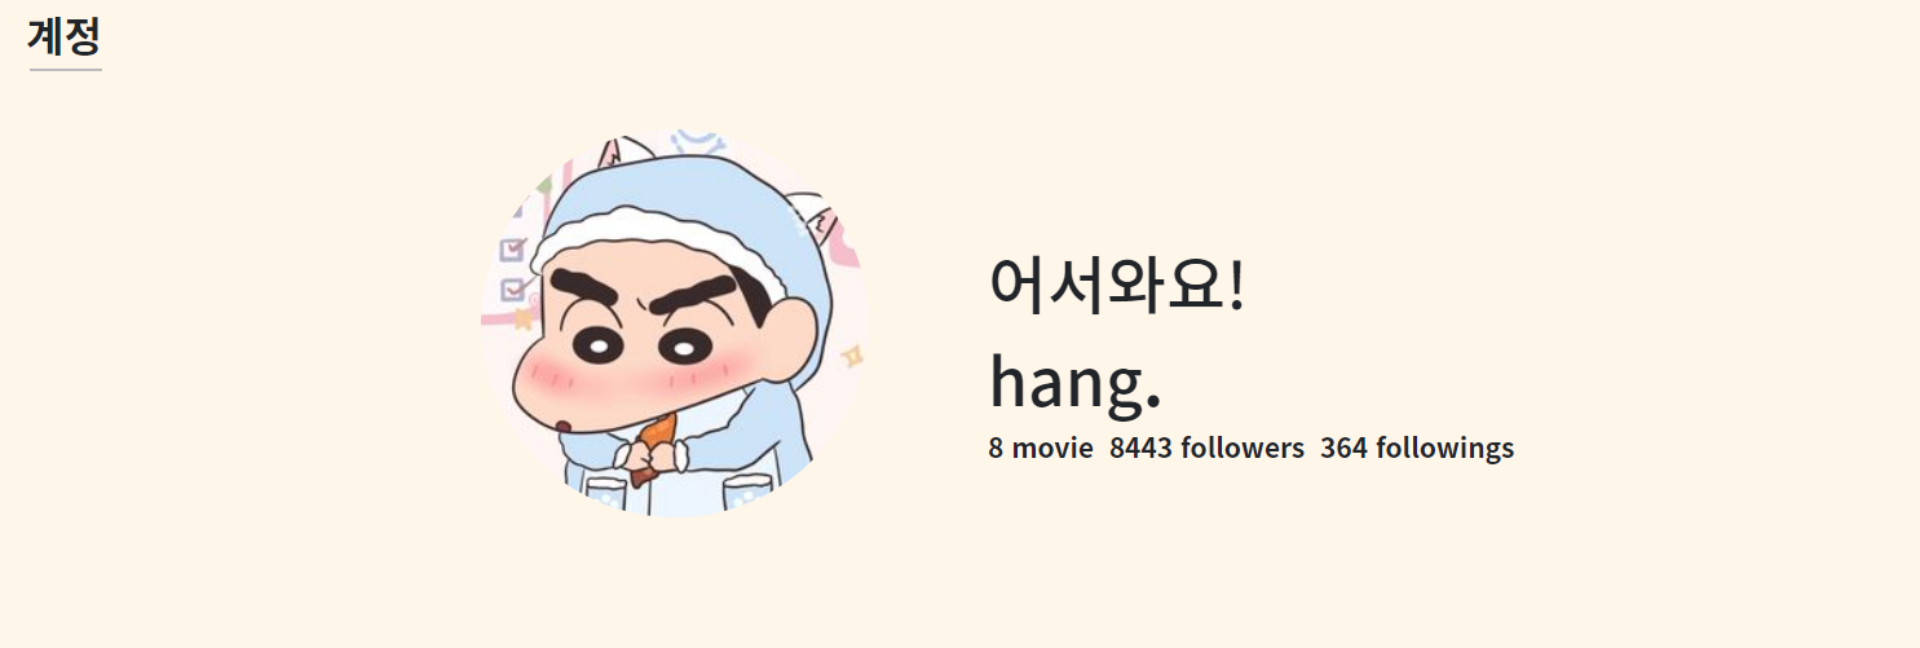 계정
어서와요!
hang.
8 movie 8443 followers 364 followings